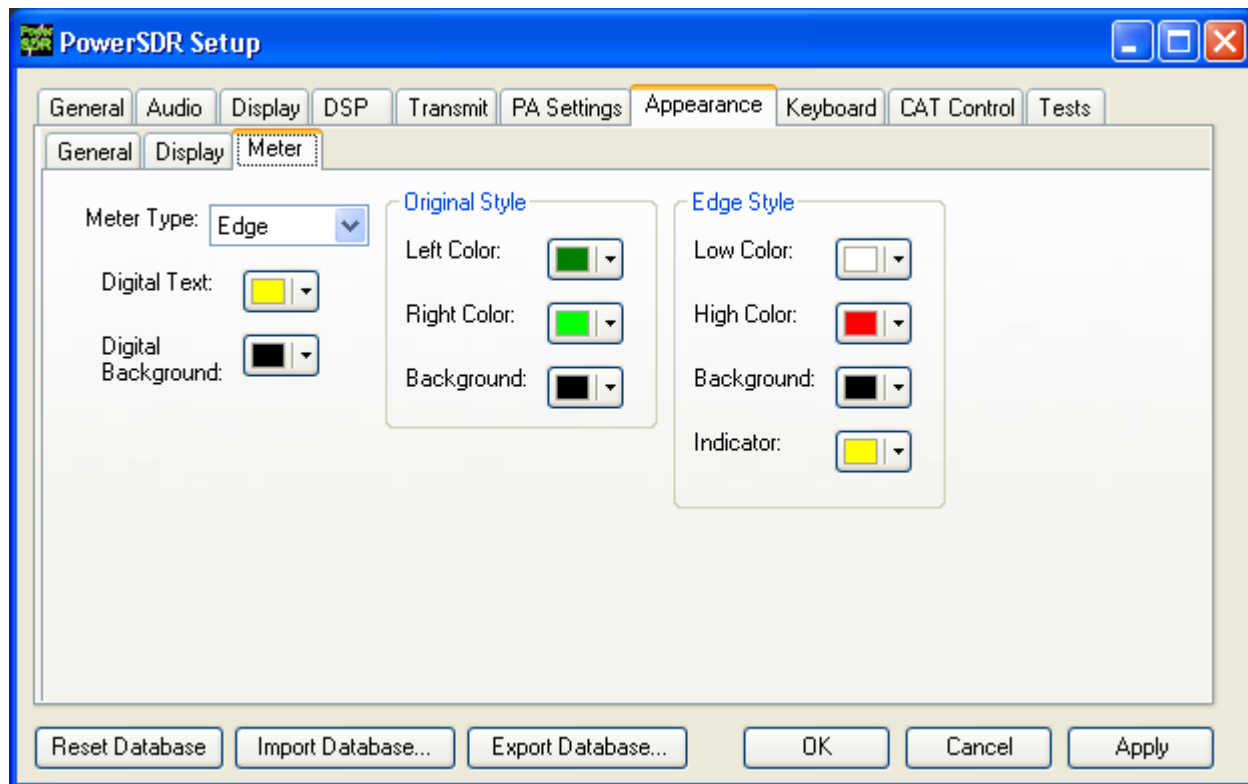 Power SDR PowerSDR Setup
General Audio Display DSP Transmit PA Settings Appearance Keyboard CAT Control Tests
General Display Meter
Meter Type: Edge
Digital Text:
Digital
Background:
Original Style
Left Color:
Right Color:
Background:
Edge Style
Low Color:
High Color:
Background:
Indicator:
Reset Database Import Database... Export Database... OK Cancel Apply